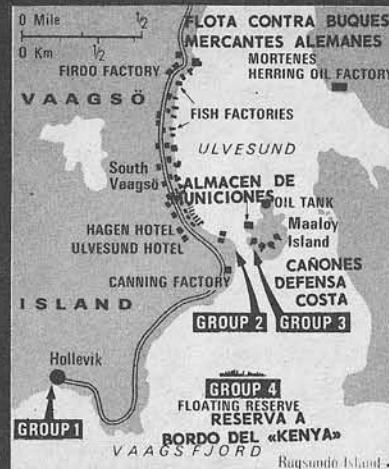 0 Mile 1/2
0 Km 1/2
FLOTA CONTRA BUQUES
MERCANTES ALEMANES
FIRDO FACTORY
MORTENES
HERRING OIL FACTORY
VAAGSÖ
FISH FACTORIES
ULVESUND
South
Vaagsö
ALMACEN DE
MUNICIONES
OIL TANK
Maaloy
Island
HAGEN HOTEL
ULVESUND HOTEL
CAÑONES
DEFENSA
COSTA
CANNING FACTORY
ISLAND
GROUP 2
GROUP 3
Hollevik
GROUP 4
FLOATING RESERVE
GROUP 1
RESERVA A
BORDO DEL «KENYA»
VAAGSFJORD
Island